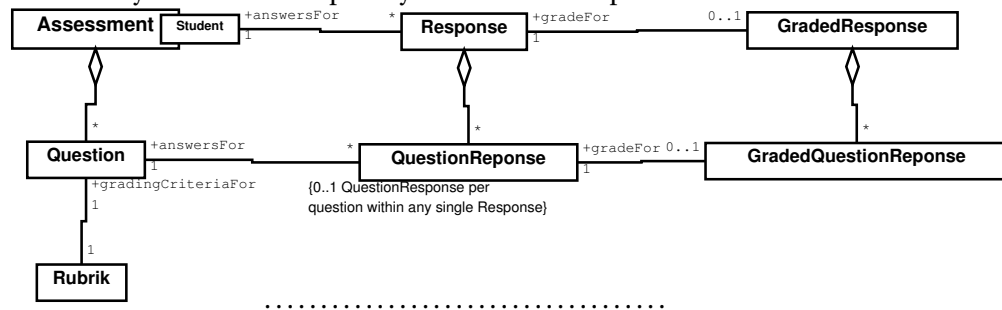 +answersFor * +gradeFor 0..1
Assessment Student Response GradedResponse
1 1
* * *
+answersFor * +gradeFor 0..1
Question QuestionReponse GradedQuestionReponse
1 1
+gradingCriteriaFor
{0..1 QuestionResponse per
1
question within any single Response}
1
Rubrik
........................................